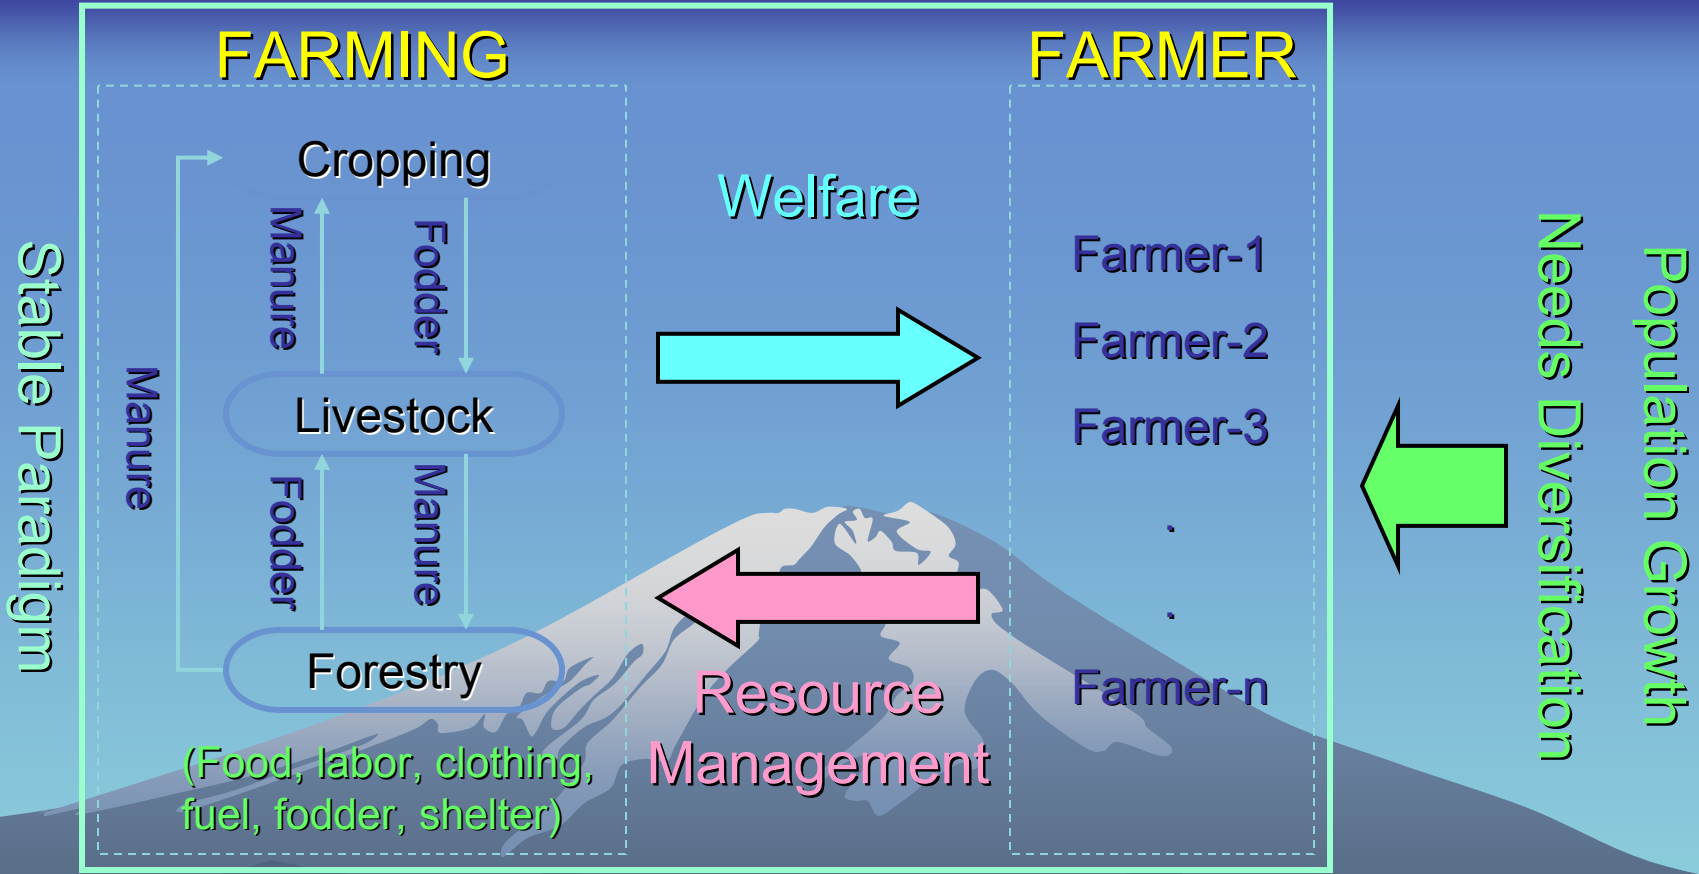 FARMING
FARMER
Stable Paradigm
Cropping
Manure
Fodder
Manure
Livestock
Fodder
Manure
Forestry
(Food, labor, clothing,
fuel, fodder, shelter)
Welfare
Resource
Management
Farmer-1
Farmer-2
Farmer-3
.
.
Farmer-n
Needs Diversification
Population Growth